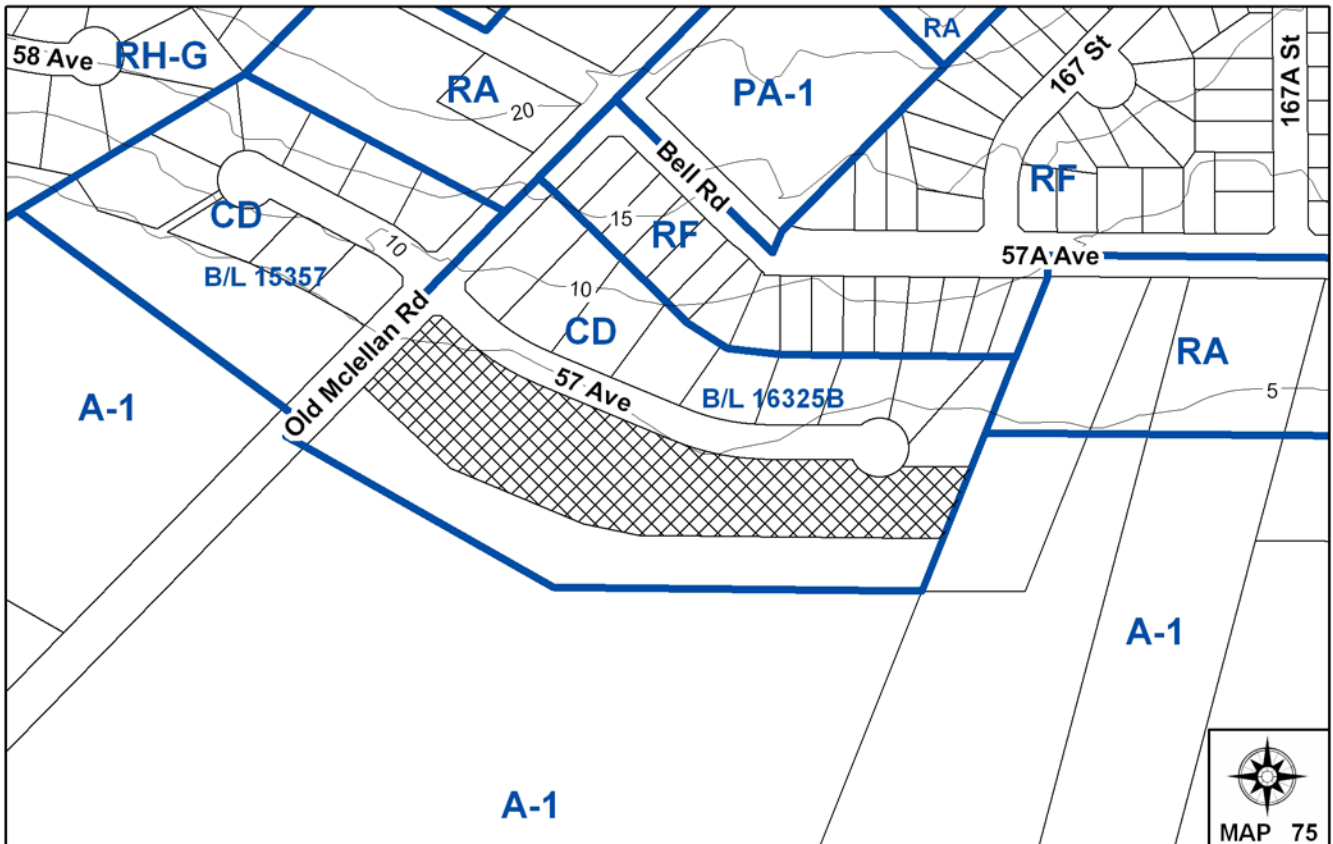 58 Ave
RH-G
RA
20
PA-1
RA
167 St
167A St
Bell Rd
RF
CD
10
15
RF
57A Ave
B/L 15357
10
CD
RA
Old Mclellan Rd
57 Ave
B/L 16325B
5
A-1
A-1
A-1
MAP 75